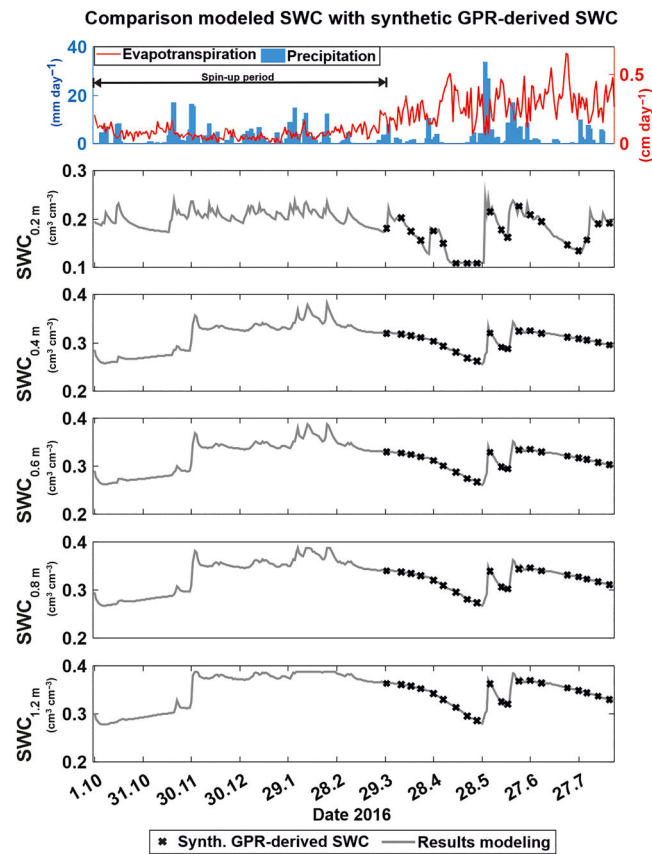 Comparison modeled SWC with synthetic GPR-derived SWC
Evapotranspiration Precipitation
Spin-up period
40
20
0
(mm day⁻¹)
0.5
0
(cm day⁻¹)
0.3
0.2
0.1
SWC0.2 m
(cm³ cm⁻³)
0.4
0.3
0.2
SWC0.4 m
(cm³ cm⁻³)
0.4
0.3
0.2
SWC0.6 m
(cm³ cm⁻³)
0.4
0.3
0.2
SWC0.8 m
(cm³ cm⁻³)
0.4
0.3
0.2
SWC1.2 m
(cm³ cm⁻³)
1.10 31.10 30.11 30.12 29.1 28.2 29.3 28.4 28.5 27.6 27.7
Date 2016
Synth. GPR-derived SWC Results modeling